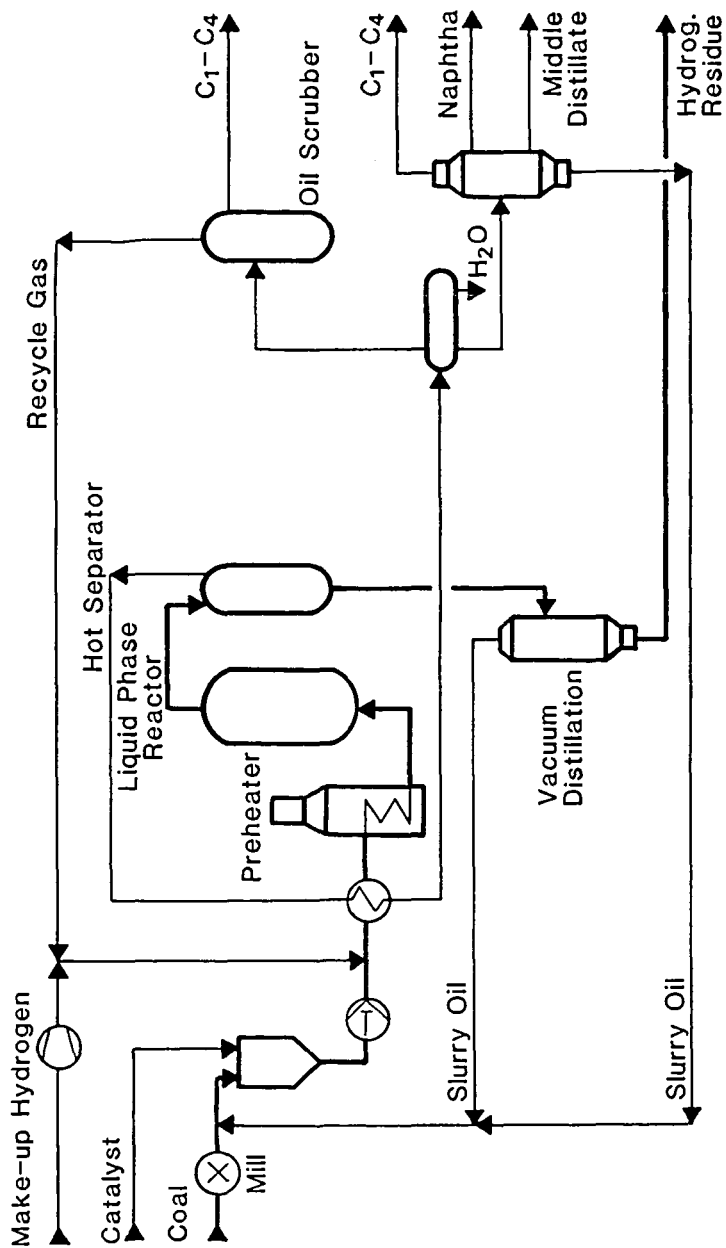 Make-up Hydrogen
Catalyst
Coal
Mill
Slurry Oil
Slurry Oil
Preheater
Liquid Phase
Reactor
Hot Separator
Vacuum
Distillation
Recycle Gas
Oil Scrubber
C₁–C₄
H₂O
C₁–C₄
Naphtha
Middle
Distillate
Hydrog.
Residue